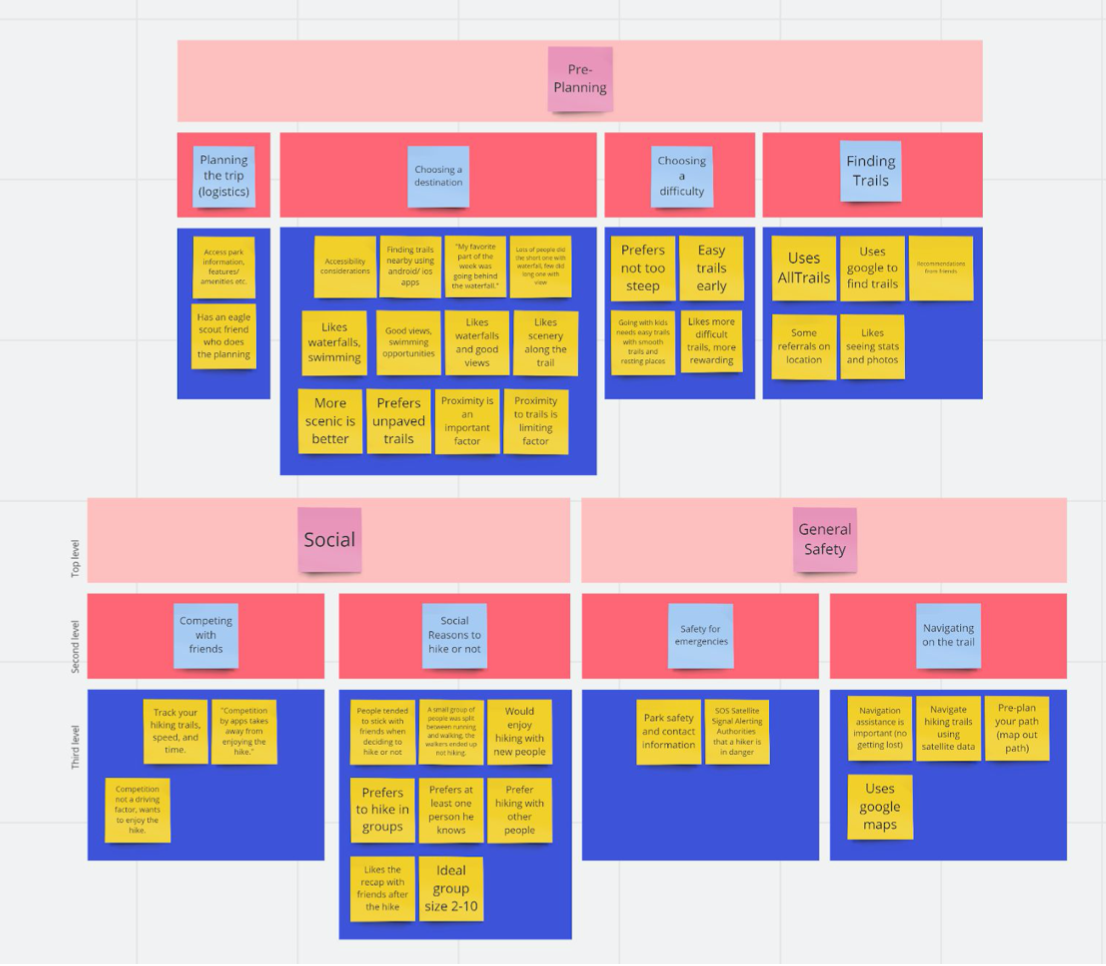 Pre-
Planning
Planning
the trip
(logistics)
Choosing a
destination
Choosing
a
difficulty
Finding
Trails
Access park
information,
features/
amenities etc.
Has an eagle
scout friend
who does
the planning
Accessibility
considerations
Finding trails
nearby using
android/ ios
apps
"My favorite
part of the
week was
going behind
the waterfall."
Lots of people did
the short one with
waterfall, few did
long one with
view
Likes
waterfalls,
swimming
Good views,
swimming
opportunities
Likes
waterfalls
and good
views
Likes
scenery
along the
trail
More
scenic is
better
Prefers
unpaved
trails
Proximity is
an
important
factor
Proximity
to trails is
limiting
factor
Prefers
not too
steep
Easy
trails
early
Going with kids
needs easy trails
with smooth
trails and
resting places
Likes more
difficult
trails, more
rewarding
Uses
AllTrails
Uses
google to
find trails
Recommendations
from friends
Some
referrals on
location
Likes
seeing stats
and photos
Top level
Social
General
Safety
Second level
Competing
with
friends
Social
Reasons to
hike or not
Safety for
emergencies
Navigating
on the trail
Third level
Track your
hiking trails,
speed, and
time.
"Competition
by apps takes
away from
enjoying the
hike."
Competition
not a driving
factor, wants
to enjoy the
hike.
People tended
to stick with
friends when
deciding to
hike or not
A small group of
people was split
between running
and walking, the
walkers ended up
not hiking.
Would
enjoy
hiking with
new people
Prefers
to hike in
groups
Prefers at
least one
person he
knows
Prefer
hiking with
other
people
Likes the
recap with
friends after
the hike
Ideal
group
size 2-10
Park safety
and contact
information
SOS Satellite
Signal Alerting
Authorities
that a hiker is
in danger
Navigation
assistance is
important (no
getting lost)
Navigate
hiking trails
using
satellite data
Pre-plan
your path
(map out
path)
Uses
google
maps